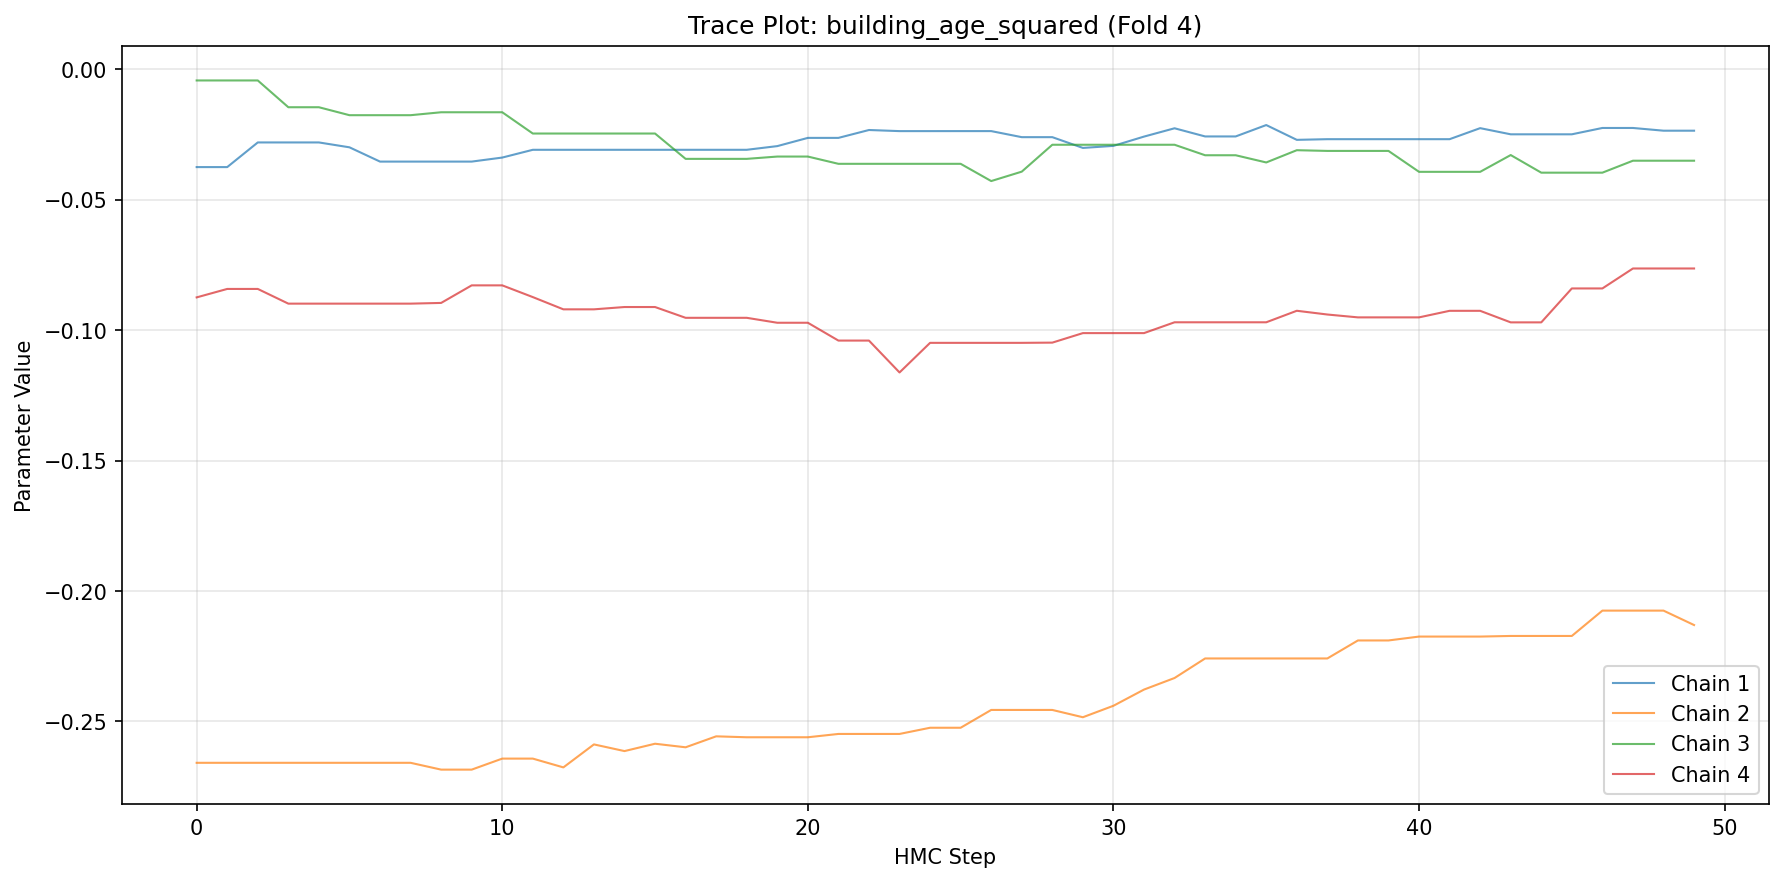 Trace Plot: building_age_squared (Fold 4)
Parameter Value
0.00
−0.05
−0.10
−0.15
−0.20
−0.25
0 10 20 30 40 50
HMC Step
Chain 1
Chain 2
Chain 3
Chain 4